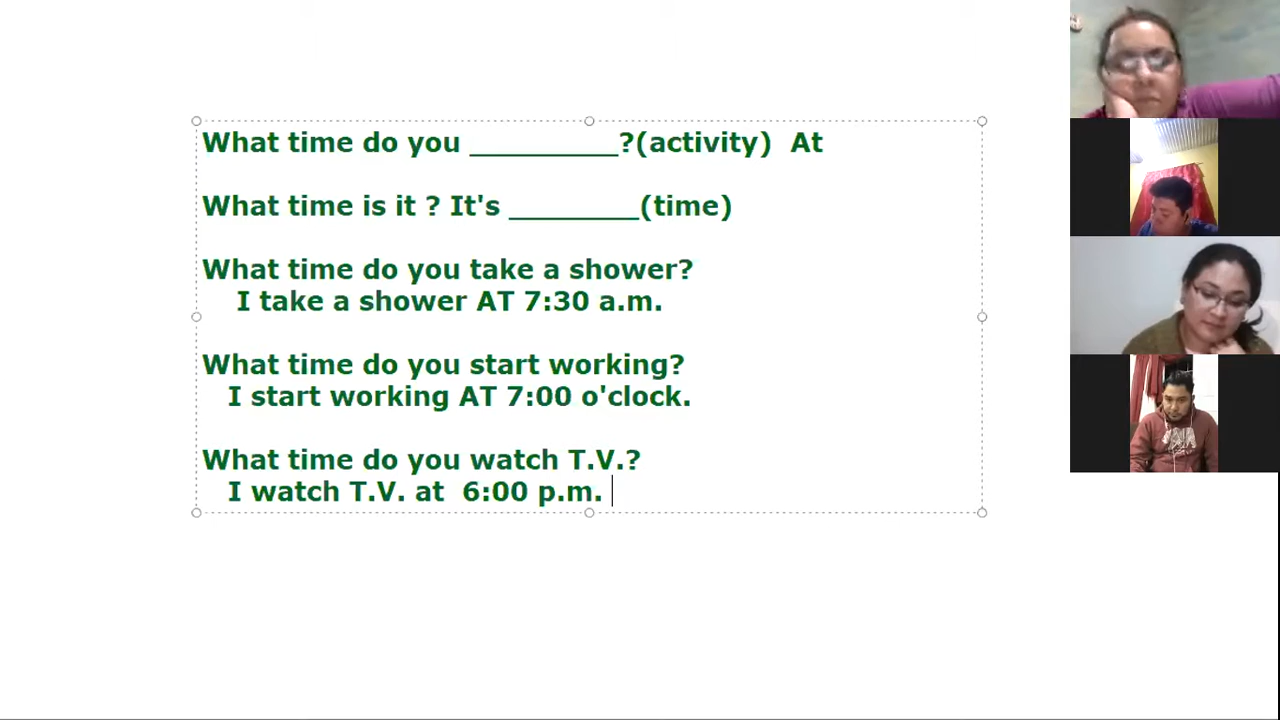 What time do you _________?(activity)  At
What time is it ? It's ________(time)
What time do you take a shower?
I take a shower AT 7:30 a.m.
What time do you start working?
I start working AT 7:00 o'clock.
What time do you watch T.V.?
I watch T.V. at  6:00 p.m.